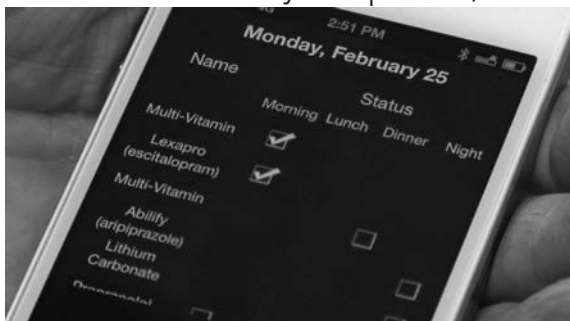 2:51 PM
Monday, February 25
Name
Status
Morning Lunch Dinner Night
Multi-Vitamin
Lexapro
(escitalopram)
Multi-Vitamin
Abilify
(aripiprazole)
Lithium
Carbonate
Propranolol